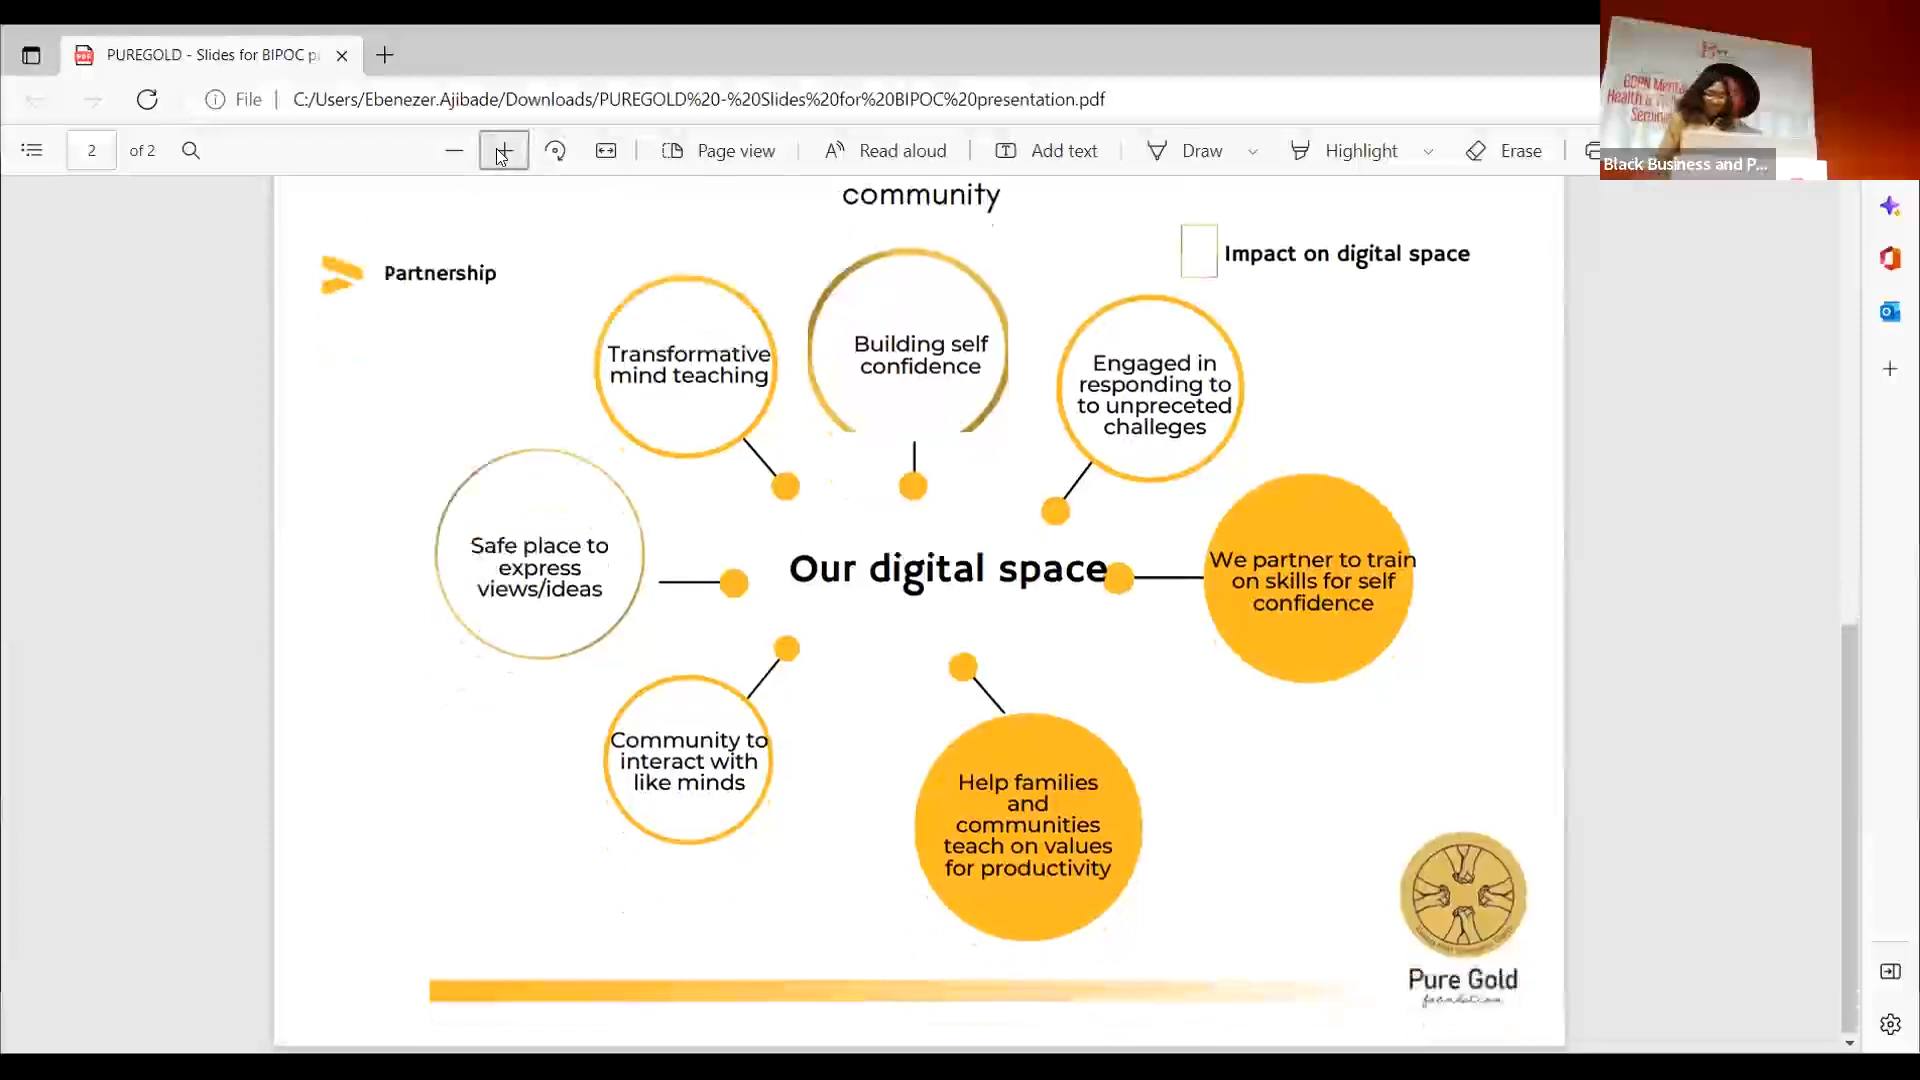 PUREGOLD - Slides for BIPOC p
File
C:/Users/Ebenezer.Ajibade/Downloads/PUREGOLD%20-%20Slides%20for%20BIPOC%20presentation.pdf
2
of 2
Page view
Read aloud
Add text
Draw
Highlight
Erase
Black Business and P...
community
Partnership
Impact on digital space
Transformative
mind teaching
Building self
confidence
Engaged in
responding to
to unpreceted
challeges
Safe place to
express
views/ideas
Our digital space
We partner to train
on skills for self
confidence
Community to
interact with
like minds
Help families
and
communities
teach on values
for productivity
Pure Gold
foundation